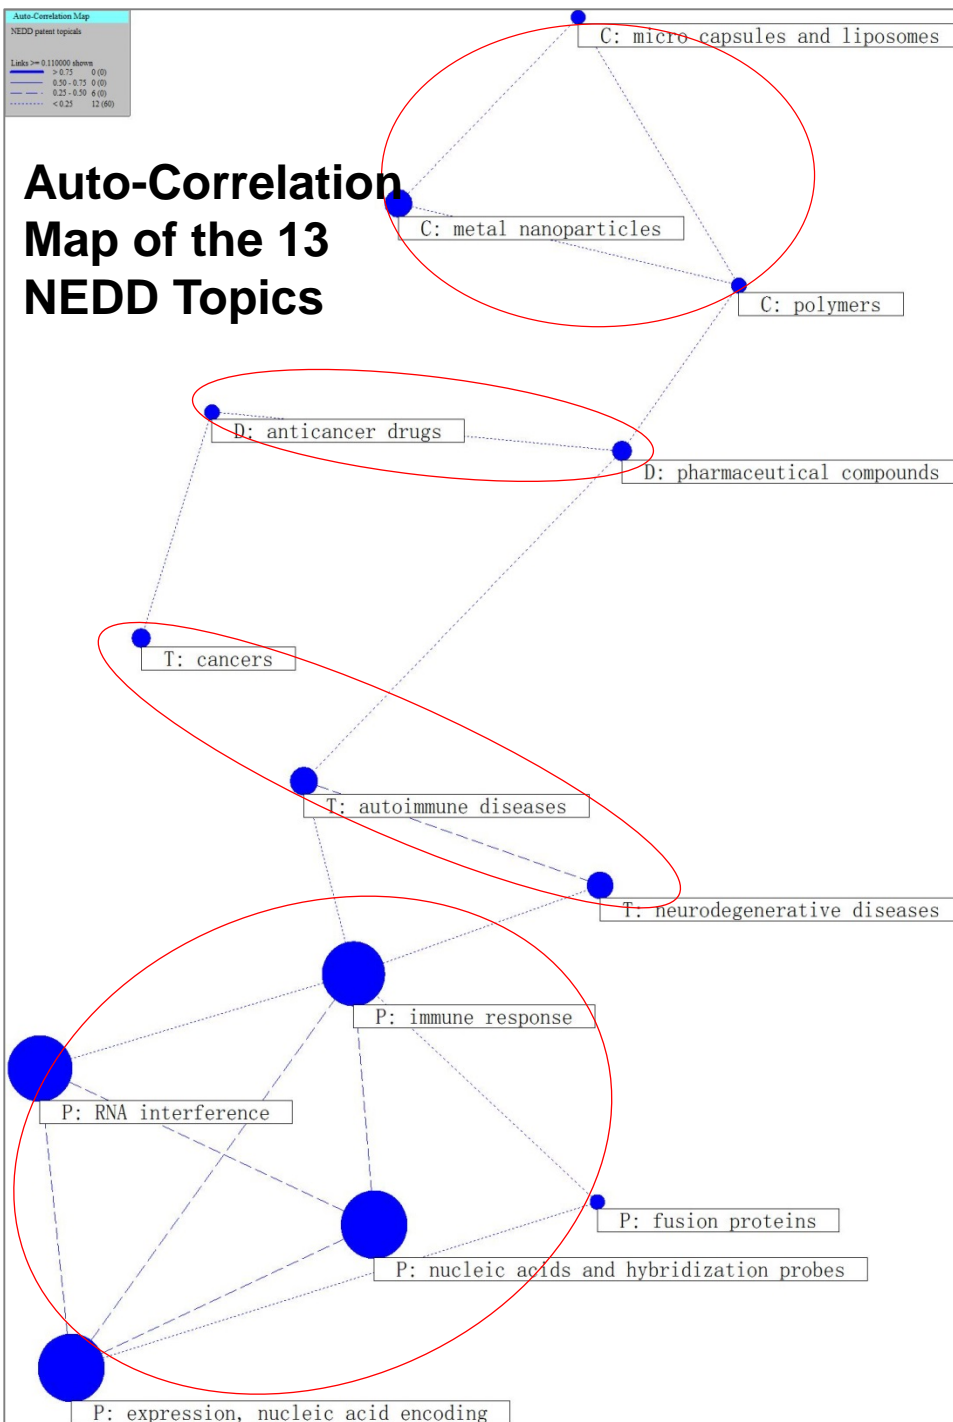 Auto-Correlation Map
NEDD patent topicals
Links >= 0.110000 shown
> 0.75 0 (0)
0.50 - 0.75 0 (0)
0.25 - 0.50 6 (0)
< 0.25 12 (60)
Auto-Correlation
Map of the 13
NEDD Topics
C: micro capsules and liposomes
C: metal nanoparticles
C: polymers
D: anticancer drugs
D: pharmaceutical compounds
T: cancers
T: autoimmune diseases
T: neurodegenerative diseases
P: immune response
P: RNA interference
P: fusion proteins
P: nucleic acids and hybridization probes
P: expression, nucleic acid encoding